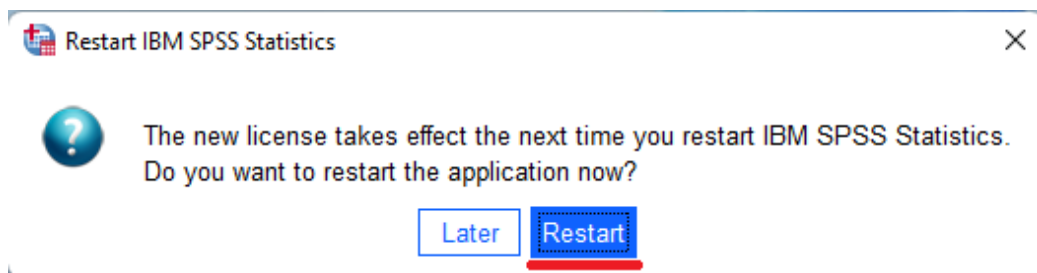 Restart IBM SPSS Statistics
The new license takes effect the next time you restart IBM SPSS Statistics.
Do you want to restart the application now?
Later Restart